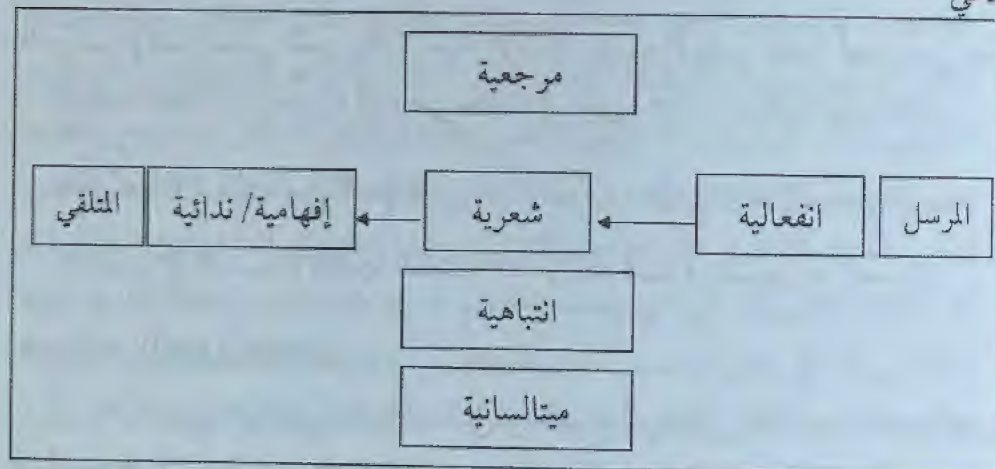 مرجعية
المرسل انفعالية شعرية إفهامية/ ندائية المتلقي
انتباهية
ميتالسانية